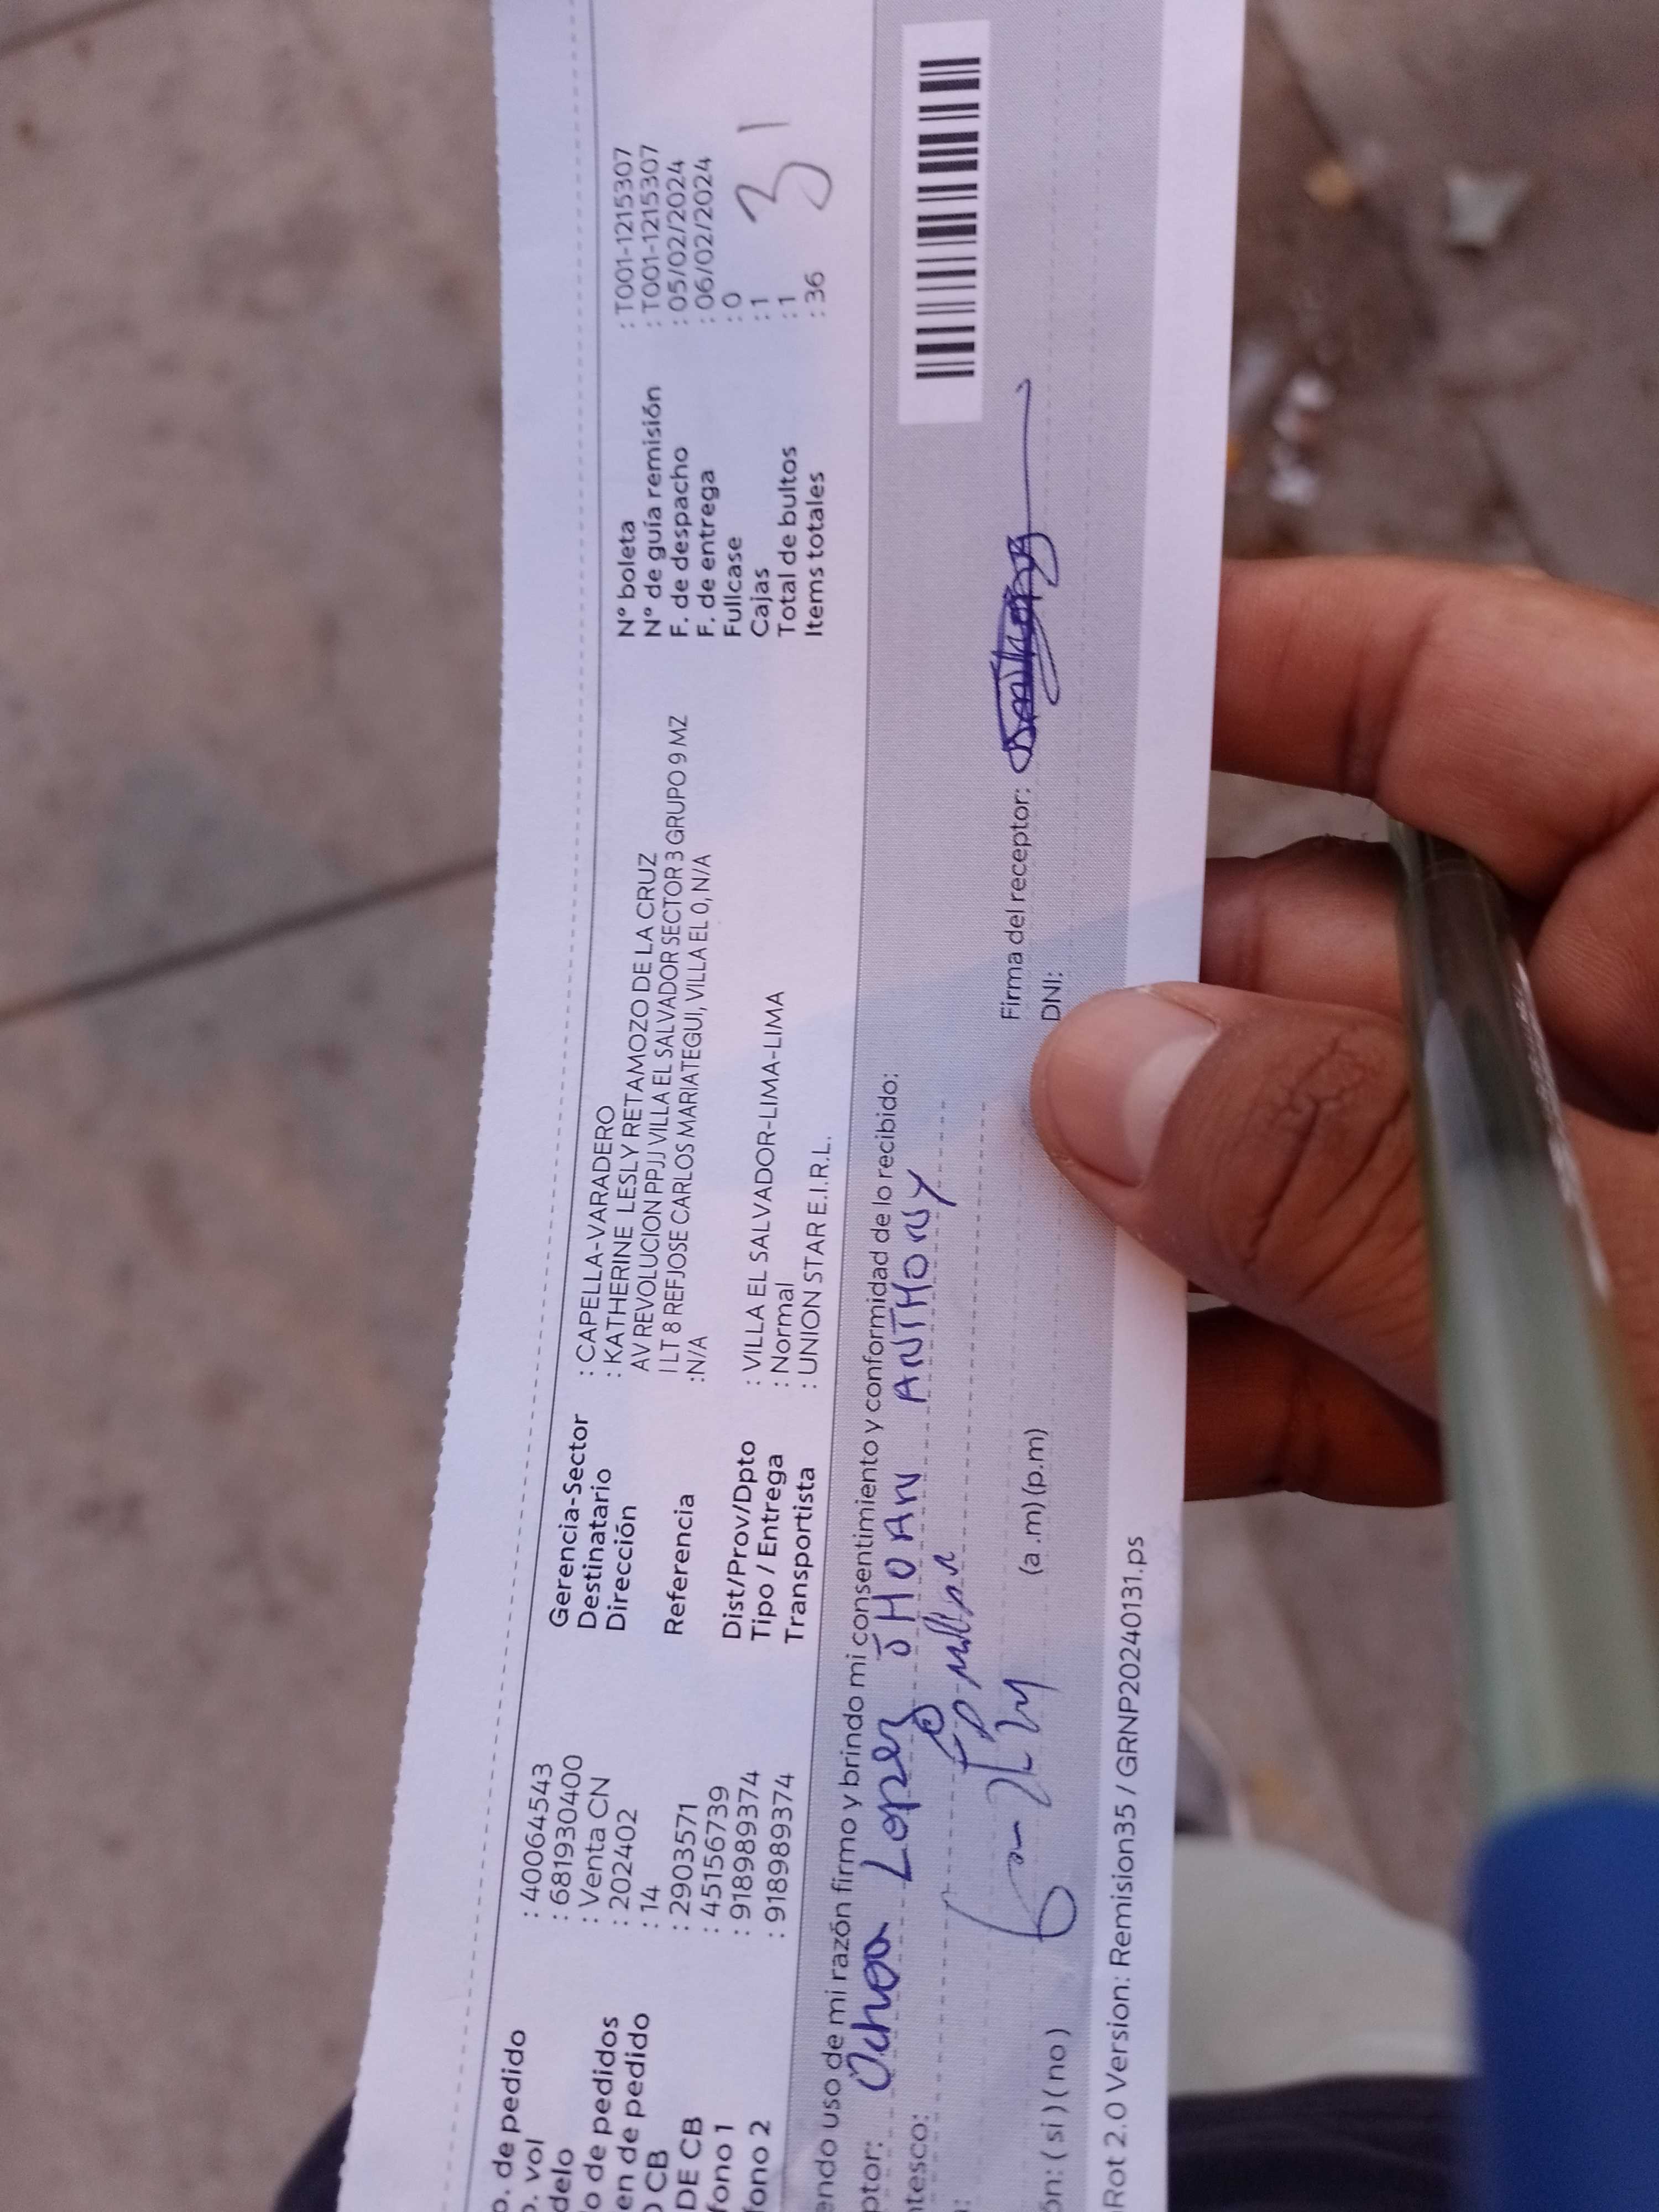 o. de pedido : 40064543
o. vol : 681930400
delo : Venta CN
o de pedidos : 202402
en de pedido : 14
O CB : 2903571
DE CB : 45156739
fono 1 : 918989374
fono 2 : 918989374
Gerencia-Sector : CAPELLA-VARADERO
Destinatario : KATHERINE LESLY RETAMOZO DE LA CRUZ
Dirección AV REVOLUCION PPJJ VILLA EL SALVADOR SECTOR 3 GRUPO 9 MZ
I LT 8 REFJOSE CARLOS MARIATEGUI, VILLA EL 0, N/A
Referencia :N/A
Dist/Prov/Dpto : VILLA EL SALVADOR-LIMA-LIMA
Tipo / Entrega : Normal
Transportista : UNION STAR E.I.R.L.
N° boleta : T001-1215307
N° de guía remisión : T001-1215307
F. de despacho : 05/02/2024
F. de entrega : 06/02/2024
Fullcase : 0
Cajas : 1
Total de bultos : 1
Items totales : 36
31
endo uso de mi razón firmo y brindo mi consentimiento y conformidad de lo recibido:
ptor: Ochoa Lopez JHOAN ANTHONY
ntesco:
(a.m) (p.m)
Firma del receptor: Anthony
DNI:
ón: ( si ) ( no )
Rot 2.0 Version: Remision35 / GRNP20240131.ps